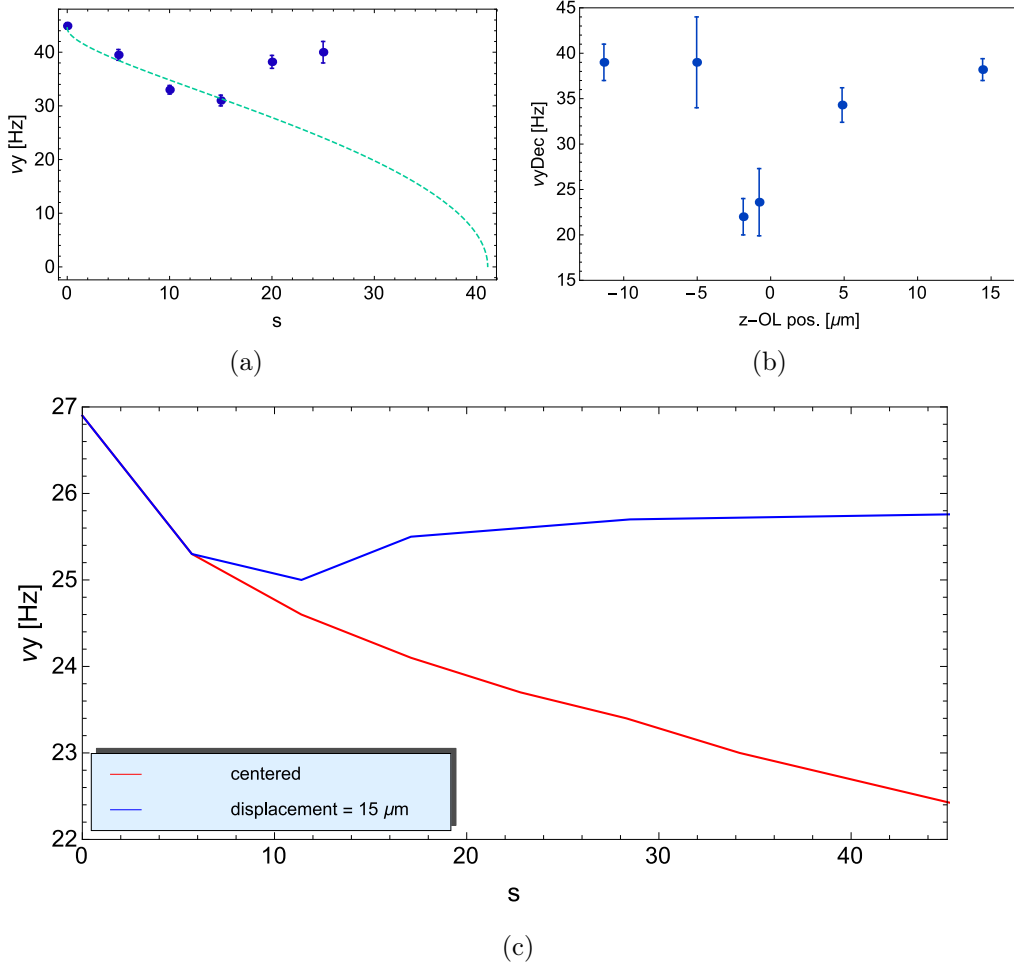 40
30
20
10
0
νy [Hz]
0 10 20 30 40
s
(a)
45
40
35
30
25
20
15
νyDec [Hz]
−10 −5 0 5 10 15
z−OL pos. [μm]
(b)
27
26
25
24
23
22
νy [Hz]
centered
displacement = 15 μm
0 10 20 30 40
s
(c)